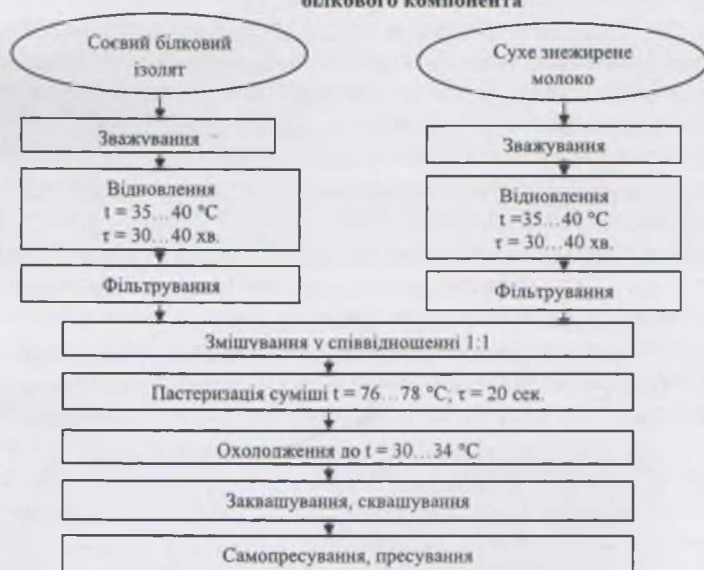 білкового компонента
Соєвий білковий
ізолят
Сухе знежирене
молоко
Зважування
Зважування
Відновлення
t = 35...40 °С
τ = 30...40 хв.
Відновлення
t =35...40 °С
τ = 30...40 хв.
Фільтрування
Фільтрування
Змішування у співвідношенні 1:1
Пастеризація суміші t = 76...78 °С, τ = 20 сек.
Охолодження до t = 30...34 °С
Заквашування, сквашування
Самопресування, пресування